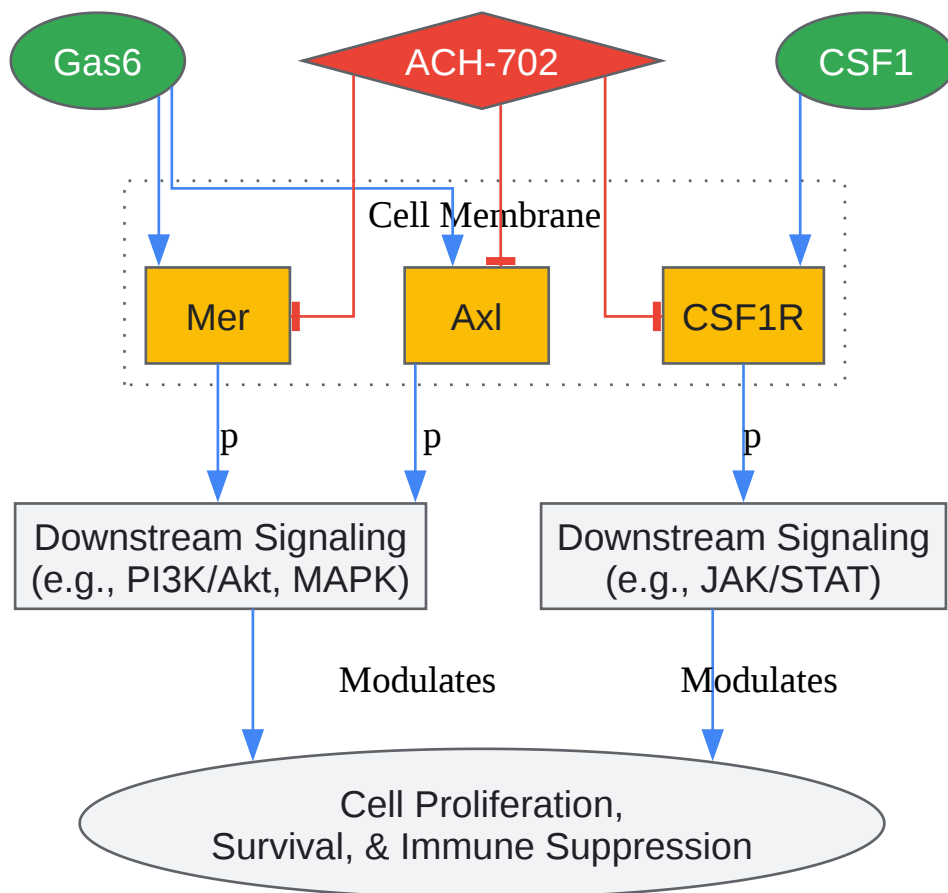 Gas6
ACH-702
CSF1
Cell Membrane
Mer
Axl
CSF1R
p
p
p
Downstream Signaling
(e.g., PI3K/Akt, MAPK)
Downstream Signaling
(e.g., JAK/STAT)
Modulates
Modulates
Cell Proliferation,
Survival, & Immune Suppression